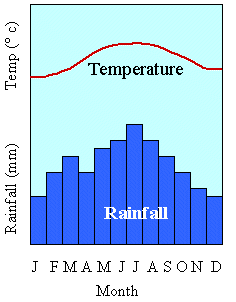 Temp (° c)
Temperature
Rainfall (mm)
Rainfall
J F M A M J J A S O N D
Month